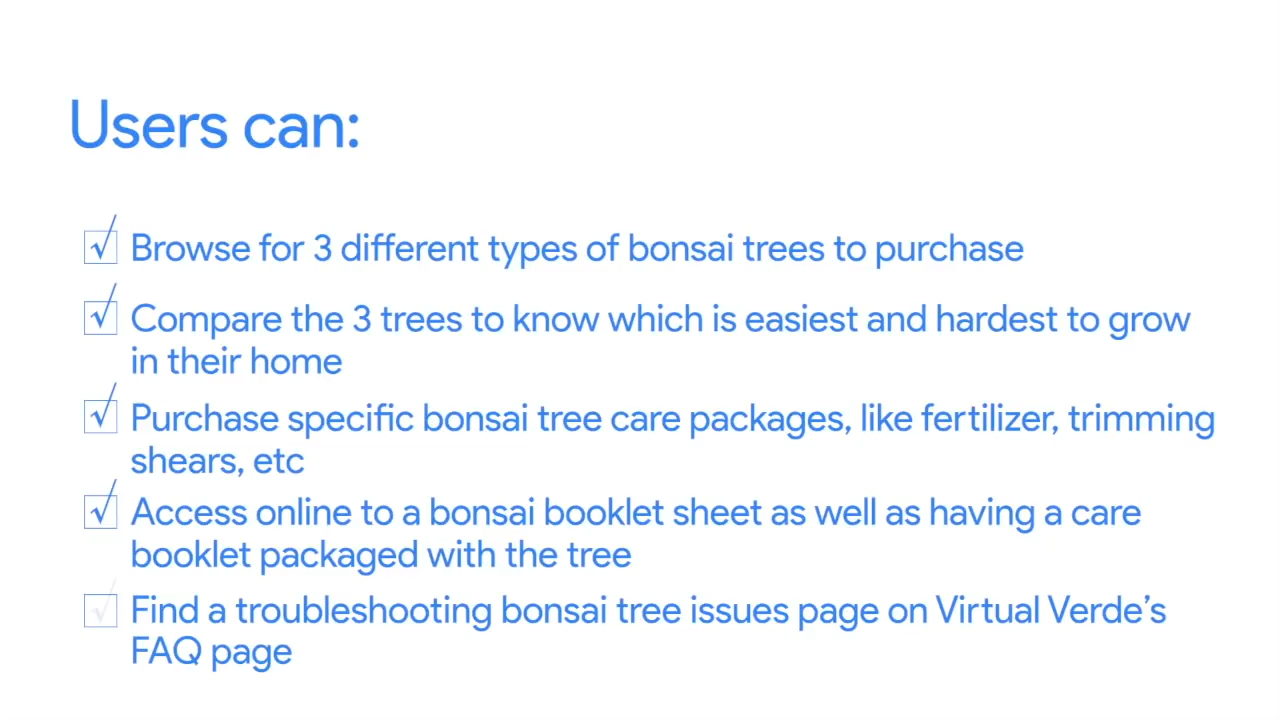 Users can:
Browse for 3 different types of bonsai trees to purchase
Compare the 3 trees to know which is easiest and hardest to grow
in their home
Purchase specific bonsai tree care packages, like fertilizer, trimming
shears, etc
Access online to a bonsai booklet sheet as well as having a care
booklet packaged with the tree
Find a troubleshooting bonsai tree issues page on Virtual Verde’s
FAQ page